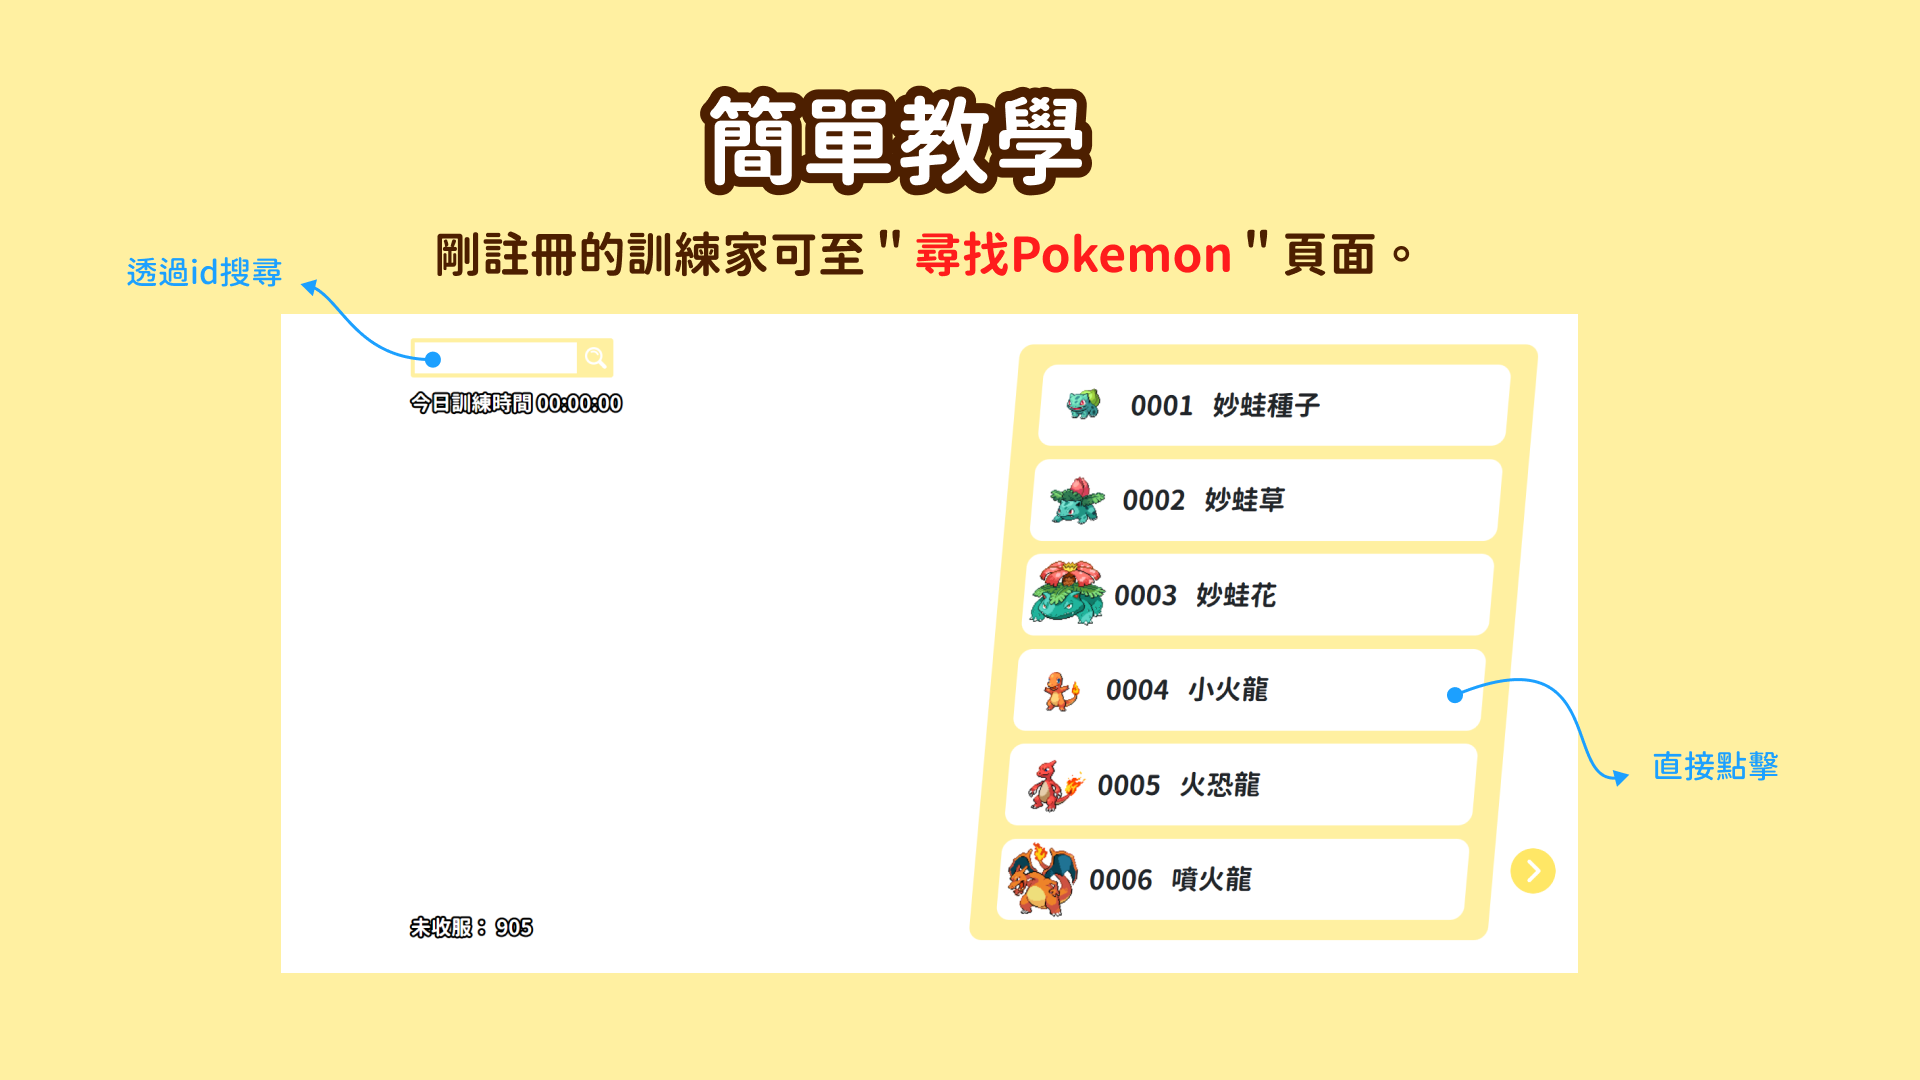 簡單教學
剛註冊的訓練家可至"尋找Pokemon"頁面。
透過id搜尋
今日訓練時間 00:00:00
0001 妙蛙種子
0002 妙蛙草
0003 妙蛙花
0004 小火龍
直接點擊
0005 火恐龍
0006 噴火龍
未收服： 905